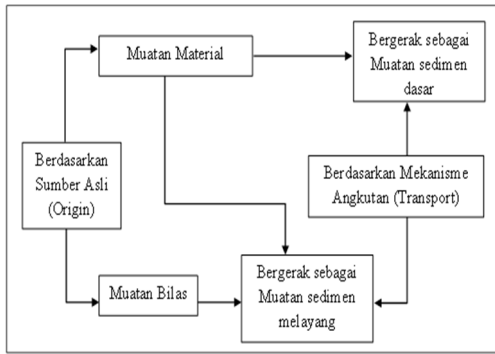 Muatan Material
Bergerak sebagai
Muatan sedimen
dasar
Berdasarkan
Sumber Asli
(Origin)
Berdasarkan Mekanisme
Angkutan (Transport)
Muatan Bilas
Bergerak sebagai
Muatan sedimen
melayang